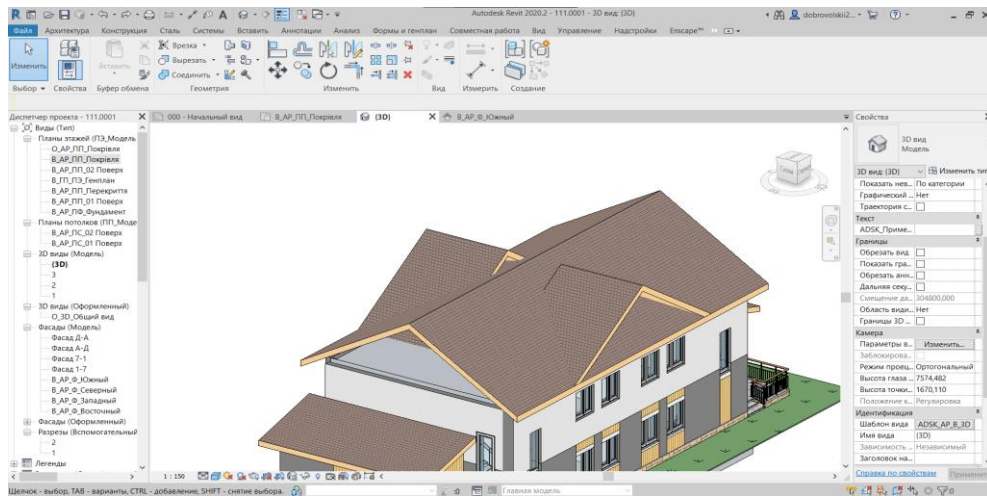 Autodesk Revit 2020.2 - 111.0001 - 3D вид: (3D)
dobrovolskii2...
Файл Архитектура Конструкция Сталь Системы Вставить Аннотации Анализ Формы и генплан Совместная работа Вид Управление Надстройки Enscape™
Изменить
Вставить
Врезка
Вырезать
Соединить
Выбор Свойства Буфер обмена Геометрия Изменить Вид Измерить Создание
Диспетчер проекта - 111.0001
000 - Начальный вид
В_АР_ПП_Покрівля
(3D)
В_АР_Ф_Южный
Виды (Тип)
Планы этажей (ПЭ_Модель
О_АР_ПП_Покрівля
В_АР_ПП_Покрівля
В_АР_ПП_02 Поверх
В_ГП_ПЭ_Генплан
В_АР_ПП_Перекриття
В_АР_ПП_01 Поверх
В_АР_ПФ_Фундамент
Планы потолков (ПП_Моде
В_АР_ПС_02 Поверх
В_АР_ПС_01 Поверх
3D виды (Модель)
(3D)
3
2
1
3D виды (Оформленный)
О_3D_Общий вид
Фасады (Модель)
Фасад Д-А
Фасад А-Д
Фасад 7-1
Фасад 1-7
В_АР_Ф_Южный
В_АР_Ф_Северный
В_АР_Ф_Западный
В_АР_Ф_Восточный
Фасады (Оформленный)
Разрезы (Вспомогательный
2
1
Легенды
1 : 150
Свойства
3D вид
Модель
3D вид: (3D)
Изменить тип
Показать нев... По категории
Графический ... Нет
Траектория с...
Текст
ADSK_Приме...
Границы
Обрезать вид
Показать гра...
Обрезать анн...
Дальняя секу...
Смещение да... 304800,000
Область види... Нет
Границы 3D ...
Камера
Параметры в... Изменить...
Заблокирова...
Режим проец... Ортогональный
Высота глаза ... 7574,482
Высота точки... 1670,110
Положение к... Регулировка
Идентификация
Шаблон вида ADSK_АР_В_3D
Имя вида (3D)
Зависимость ... Независимый
Заголовок на...
Справка по свойствам
Применить
Щелчок - выбор, TAB - варианты, CTRL - добавление, SHIFT - снятие выбора.
Главная модель